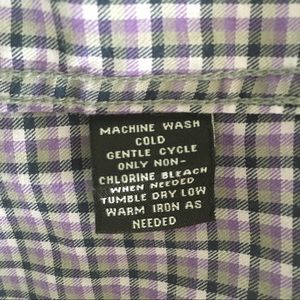 MACHINE WASH
COLD
GENTLE CYCLE
ONLY NON-
CHLORINE BLEACH
WHEN NEEDED
TUMBLE DRY LOW
WARM IRON AS
NEEDED